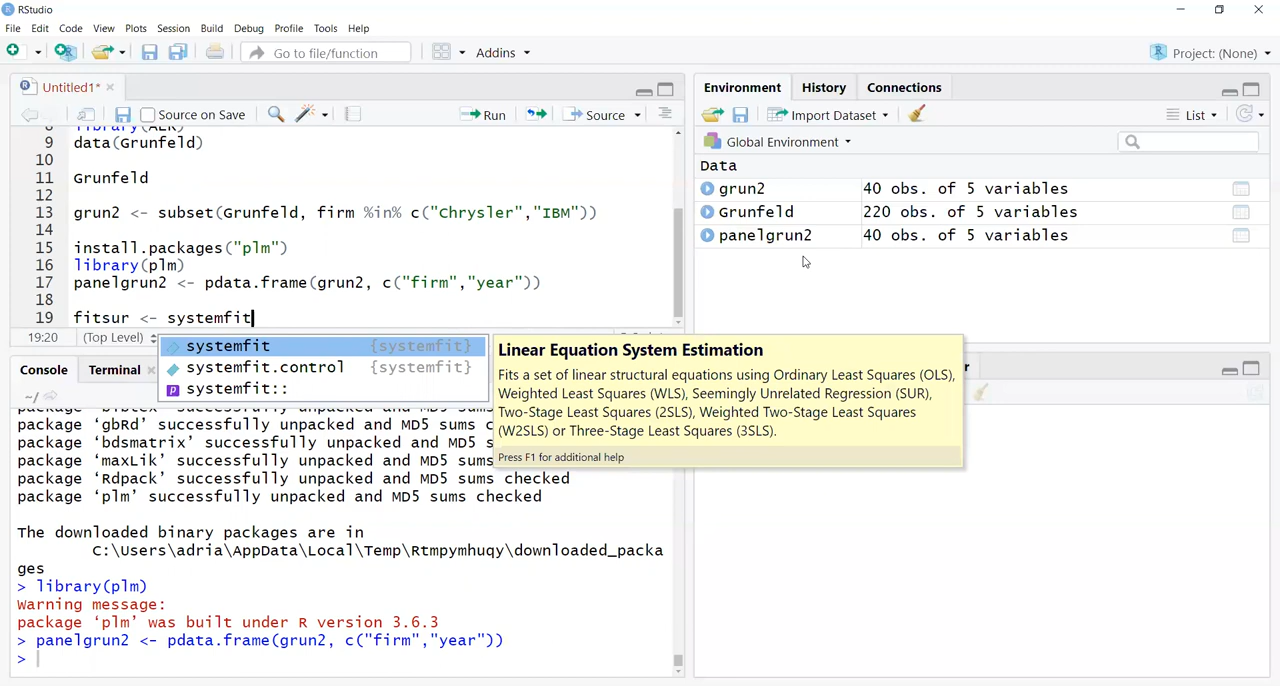 RStudio
File Edit Code View Plots Session Build Debug Profile Tools Help
Go to file/function
Addins
Project: (None)
Untitled1*
Source on Save
Run
Source
8 library(AER)
9 data(Grunfeld)
10
11 Grunfeld
12
13 grun2 <- subset(Grunfeld, firm %in% c("Chrysler","IBM"))
14
15 install.packages("plm")
16 library(plm)
17 panelgrun2 <- pdata.frame(grun2, c("firm","year"))
18
19 fitsur <- systemfit
19:20 (Top Level)
systemfit {systemfit}
systemfit.control {systemfit}
systemfit::
Linear Equation System Estimation
Fits a set of linear structural equations using Ordinary Least Squares (OLS),
Weighted Least Squares (WLS), Seemingly Unrelated Regression (SUR),
Two-Stage Least Squares (2SLS), Weighted Two-Stage Least Squares
(W2SLS) or Three-Stage Least Squares (3SLS).
Press F1 for additional help
Console Terminal
~/
package ‘gbRd’ successfully unpacked and MD5 sums c
package ‘bdsmatrix’ successfully unpacked and MD5 s
package ‘maxLik’ successfully unpacked and MD5 sums
package ‘Rdpack’ successfully unpacked and MD5 sums checked
package ‘plm’ successfully unpacked and MD5 sums checked
The downloaded binary packages are in
C:\Users\adria\AppData\Local\Temp\Rtmpymhuqy\downloaded_packa
ges
> library(plm)
Warning message:
package ‘plm’ was built under R version 3.6.3
> panelgrun2 <- pdata.frame(grun2, c("firm","year"))
>
Environment History Connections
Import Dataset
List
Global Environment
Data
grun2 40 obs. of 5 variables
Grunfeld 220 obs. of 5 variables
panelgrun2 40 obs. of 5 variables